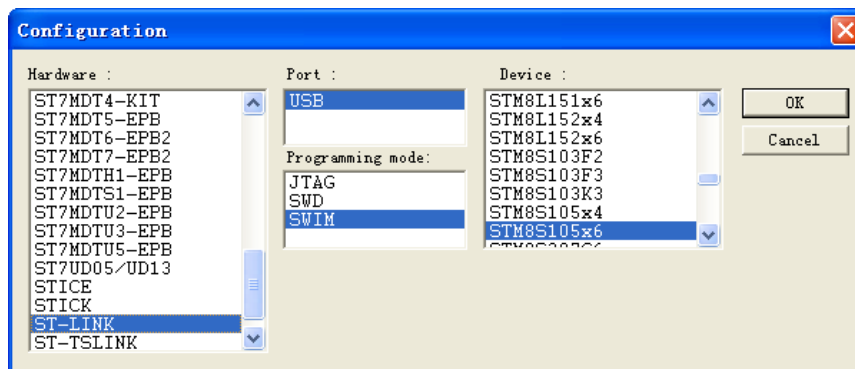 Configuration
Hardware :
ST7MDT4-KIT
ST7MDT5-EPB
ST7MDT6-EPB2
ST7MDT7-EPB2
ST7MDTH1-EPB
ST7MDTS1-EPB
ST7MDTU2-EPB
ST7MDTU3-EPB
ST7MDTU5-EPB
ST7UD05/UD13
STICE
STICK
ST-LINK
ST-TSLINK
Port :
USB
Programming mode:
JTAG
SWD
SWIM
Device :
STM8L151x6
STM8L152x4
STM8L152x6
STM8S103F2
STM8S103F3
STM8S103K3
STM8S105x4
STM8S105x6
OK
Cancel